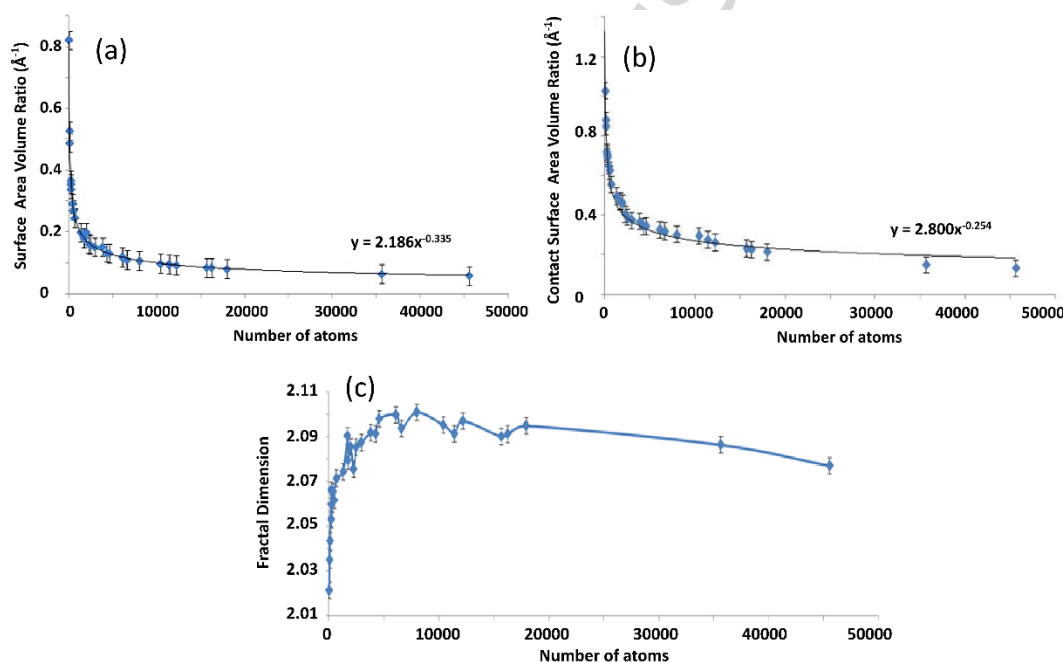 (a)
Surface Area Volume Ratio (Å⁻¹)
0.8
0.6
0.4
0.2
0
y = 2.186x⁻⁰·³³⁵
0 10000 20000 30000 40000 50000
Number of atoms
(b)
Contact Surface Area Volume Ratio (Å⁻¹)
1.2
0.8
0.4
0
y = 2.800x⁻⁰·²⁵⁴
0 10000 20000 30000 40000 50000
Number of atoms
(c)
Fractal Dimension
2.11
2.09
2.07
2.05
2.03
2.01
0 10000 20000 30000 40000 50000
Number of atoms